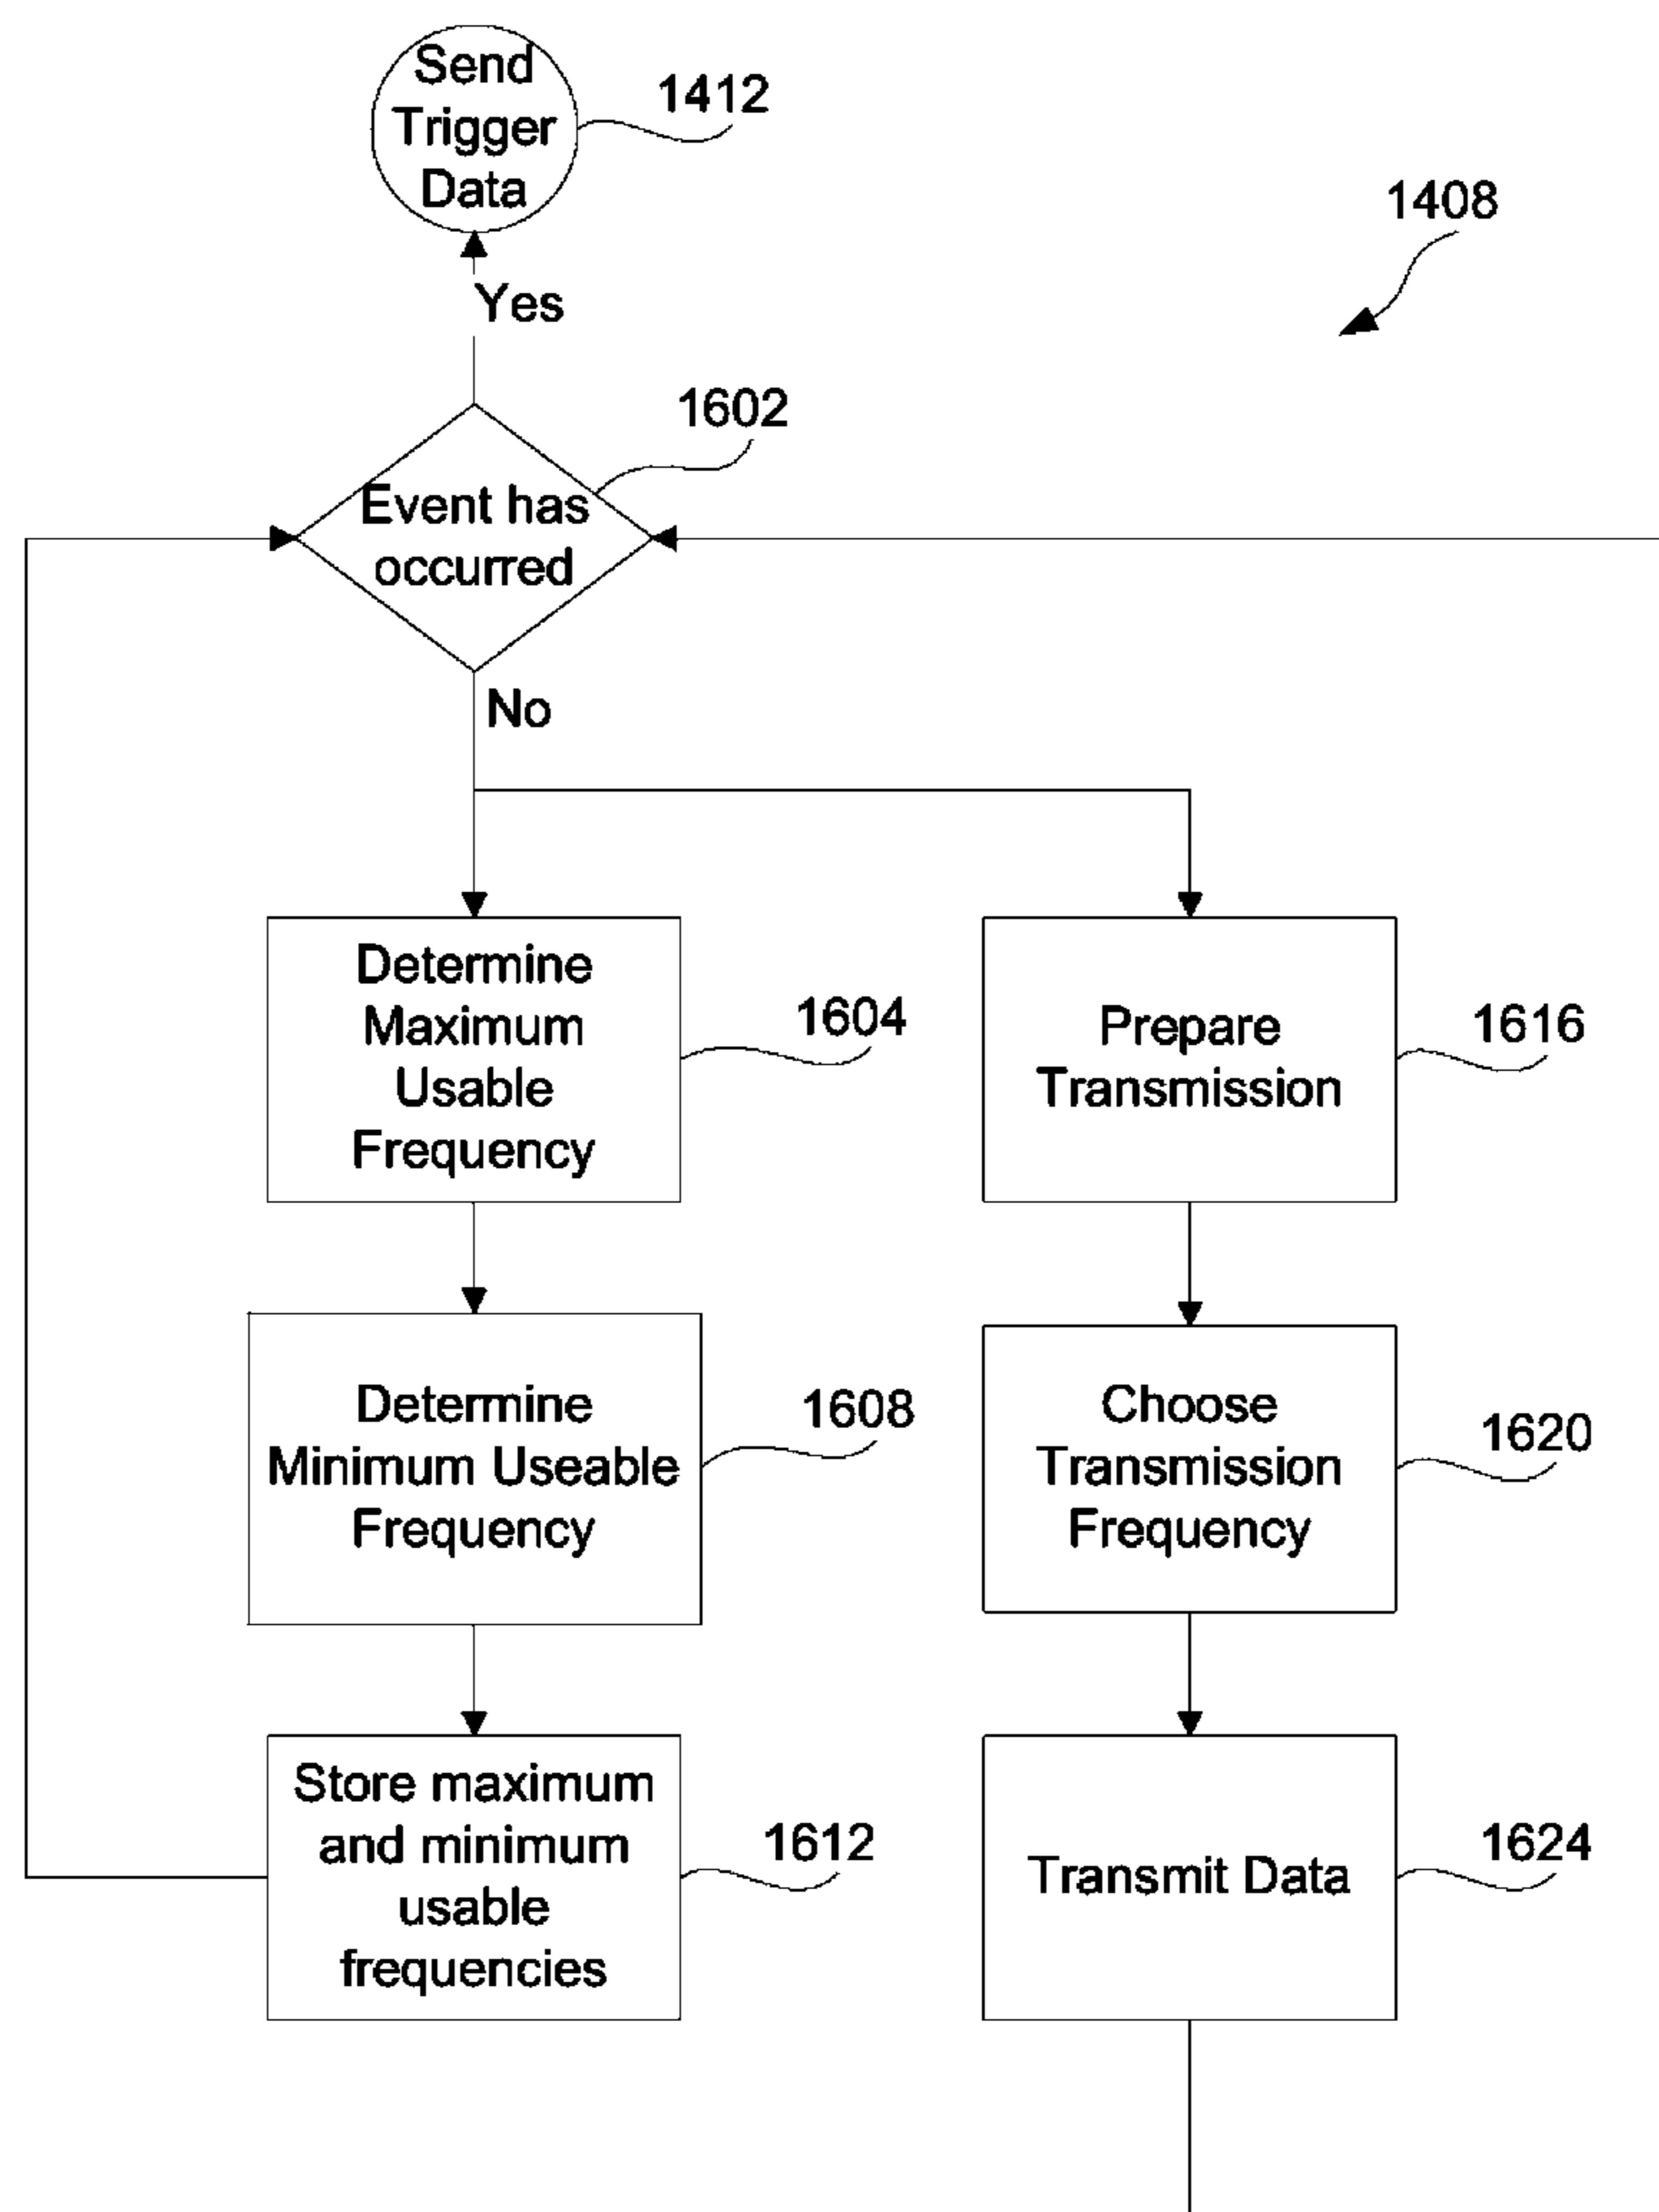 Send
Trigger
Data
1412
1408
Yes
1602
Event has
occurred
No
Determine
Maximum
Usable
Frequency
1604
Prepare
Transmission
1616
Determine
Minimum Useable
Frequency
1608
Choose
Transmission
Frequency
1620
Store maximum
and minimum
usable
frequencies
1612
Transmit Data
1624